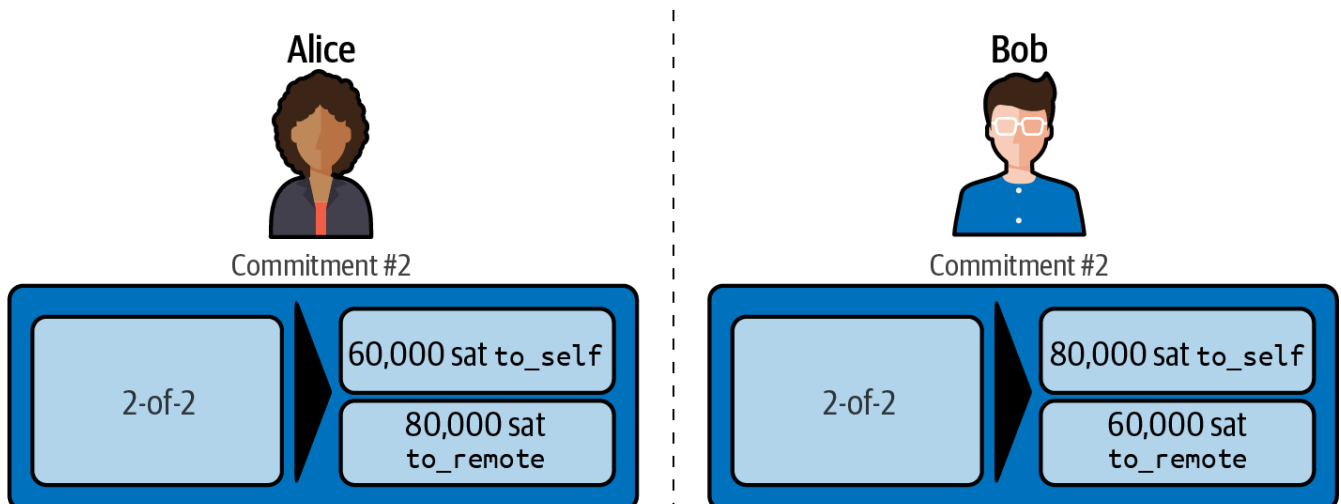 Alice
Commitment #2
2-of-2
60,000 sat to_self
80,000 sat
to_remote
Bob
Commitment #2
2-of-2
80,000 sat to_self
60,000 sat
to_remote